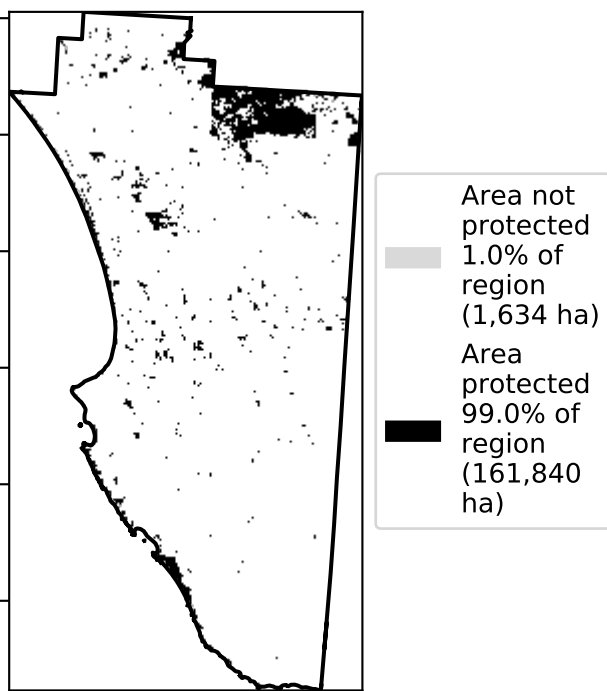 Area not
protected
1.0% of
region
(1,634 ha)
Area
protected
99.0% of
region
(161,840
ha)